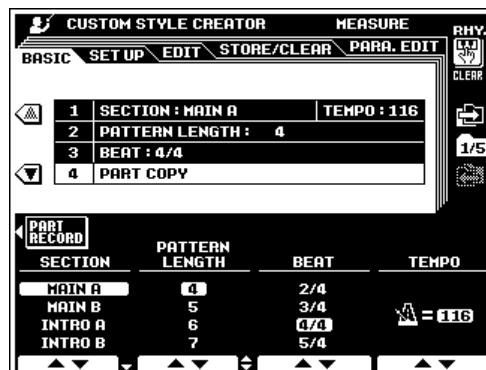 CUSTOM STYLE CREATOR MEASURE
RHY.
BASIC SET UP EDIT STORE/CLEAR PARA. EDIT
CLEAR
1 SECTION : MAIN A TEMPO : 116
2 PATTERN LENGTH : 4
3 BEAT : 4/4
1/5
4 PART COPY
PART
RECORD
SECTION PATTERN LENGTH BEAT TEMPO
MAIN A 4 2/4
MAIN B 5 3/4
INTRO A 6 4/4 = 116
INTRO B 7 5/4